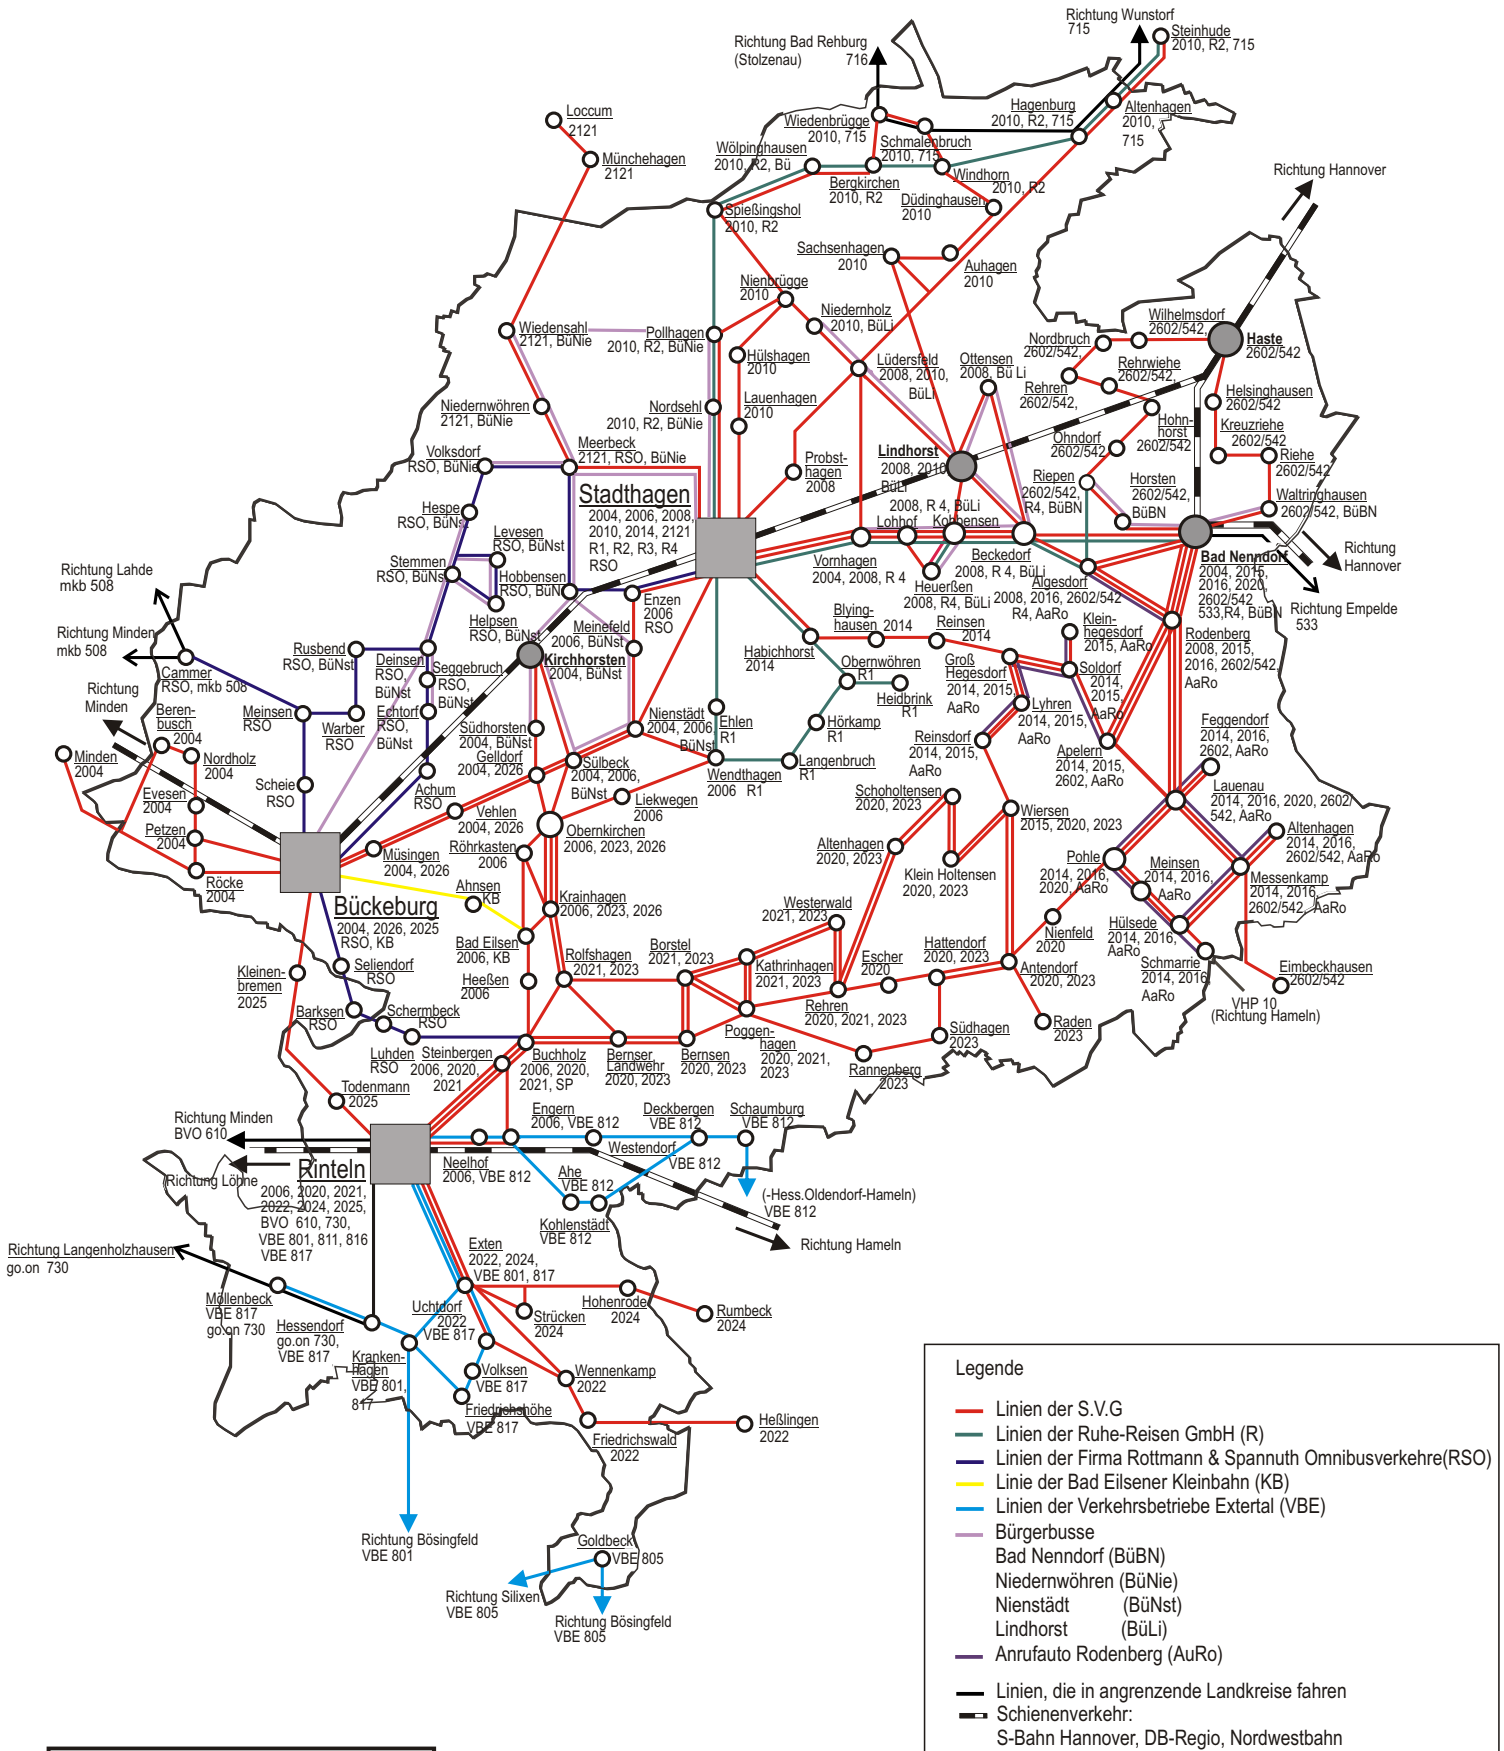 Richtung Wunstorf
715
Steinhude
2010, R2, 715
Richtung Bad Rehburg
(Stolzenau)
716
Hagenburg
2010, R2, 715
Altenhagen
2010,
715
Loccum
2121
Wiedenbrügge
2010, 715
Schmalenbruch
2010, 715
Münchehagen
2121
Wölpinghausen
2010, R2, Bü
Bergkirchen
2010, R2
Windhorn
2010, R2
Düdinghausen
2010
Richtung Hannover
Spießingshol
2010, R2
Sachsenhagen
2010
Auhagen
2010
Nienbrügge
2010
Niedernholz
2010, BüLi
Wiedensahl
2121, BüNie
Pollhagen
2010, R2, BüNie
Wilhelmsdorf
2602/542,
Nordbruch
2602/542,
Haste
2602/542
Hülshagen
2010
Lüdersfeld
2008, 2010,
BüLi
Ottensen
2008, Bü Li
Rehrwiehe
2602/542,
Rehren
2602/542,
Helsinghausen
2602/542
Niedernwöhren
2121, BüNie
Nordsehl
2010, R2, BüNie
Lauenhagen
2010
Hohn-
horst
2602/542
Kreuzriehe
2602/542
Ohndorf
2602/542
Riehe
2602/542
Volksdorf
RSO, BüNie
Meerbeck
2121, RSO, BüNie
Probst-
hagen
2008
Lindhorst
2008, 2010
BüLi
Riepen
2602/542,
R4, BüBN
Horsten
2602/542,
BüBN
Waltringhausen
2602/542, BüBN
Stadthagen
2004, 2006, 2008,
2010, 2014, 2121
R1, R2, R3, R4
RSO
Hespe
RSO, BüNst
Levesen
RSO, BüNst
2008, R 4, BüLi
Lohhof
Kobbensen
Stemmen
RSO, BüNst
Hobbensen
RSO, BüNst
Vornhagen
2004, 2008, R 4
Beckedorf
2008, R 4, BüLi
Heuerßen
2008, R4, BüLi
Algesdorf
2008, 2016, 2602/542
R4, AaRo
Bad Nenndorf
2004, 2015,
2016, 2020,
2602/542
533,R4, BüBN
Richtung
Hannover
Richtung Empelde
533
Richtung Lahde
mkb 508
Helpsen
RSO, BüNst
Enzen
2006
RSO
Meinefeld
2006, BüNst
Blying-
hausen 2014
Reinsen
2014
Klein-
hegesdorf
2015, AaRo
Rodenberg
2008, 2015,
2016, 2602/542,
AaRo
Richtung Minden
mkb 508
Cammer
RSO, mkb 508
Rusbend
RSO, BüNst
Deinsen
RSO,
BüNst
Seggebruch
RSO,
BüNst
Kirchhorsten
2004, BüNst
Habichhorst
2014
Obernwöhren
R1
Heidbrink
R1
Groß
Hegesdorf
2014, 2015,
AaRo
Soldorf
2014,
2015,
AaRo
Richtung
Minden
Beren-
busch
2004
Meinsen
RSO
Warber
RSO
Echtorf
RSO,
BüNst
Südhorsten
2004, BüNst
Nienstädt
2004, 2006,
BüNst
Ehlen
R1
Hörkamp
R1
Lyhren
2014, 2015,
AaRo
Feggendorf
2014, 2016,
2602, AaRo
Minden
2004
Nordholz
2004
Gelldorf
2004, 2026
Sülbeck
2004, 2006,
BüNst
Wendthagen
2006 R1
Langenbruch
R1
Reinsdorf
2014, 2015,
AaRo
Apelern
2014, 2015,
2602, AaRo
Scheie
RSO
Achum
RSO
Evesen
2004
Liekwegen
2006
Schoholtensen
2020, 2023
Wiersen
2015, 2020, 2023
Lauenau
2014, 2016, 2020, 2602/
542, AaRo
Petzen
2004
Vehlen
2004, 2026
Obernkirchen
2006, 2023, 2026
Altenhagen
2020, 2023
Altenhagen
2014, 2016,
2602/542, AaRo
Müsingen
2004, 2026
Röhrkasten
2006
Klein Holtensen
2020, 2023
Pohle
2014, 2016,
2020, AaRo
Meinsen
2014, 2016,
AaRo
Messenkamp
2014, 2016,
2602/542, AaRo
Röcke
2004
Ahnsen
KB
Krainhagen
2006, 2023, 2026
Westerwald
2021, 2023
Bückeburg
2004, 2026, 2025
RSO, KB
Bad Eilsen
2006, KB
Nienfeld
2020
Hülsede
2014, 2016,
AaRo
Kleinen-
bremen
2025
Seliendorf
RSO
Rolfshagen
2021, 2023
Borstel
2021, 2023
Kathrinhagen
2021, 2023
Escher
2020
Hattendorf
2020, 2023
Antendorf
2020, 2023
Schmarrie
2014, 2016,
AaRo
Eimbeckhausen
2602/542
Heeßen
2006
VHP 10
(Richtung Hameln)
Barksen
RSO
Schermbeck
RSO
Rehren
2020, 2021, 2023
Raden
2023
Luhden
RSO
Steinbergen
2006, 2020,
2021
Buchholz
2006, 2020,
2021, SP
Bernser
Landwehr
2020, 2023
Bernsen
2020, 2023
Poggen-
hagen
2020, 2021,
2023
Südhagen
2023
Rannenberg
2023
Todenmann
2025
Richtung Minden
BVO 610
Engern
2006, VBE 812
Deckbergen
VBE 812
Schaumburg
VBE 812
Richtung Löhne
Rinteln
2006, 2020, 2021,
2022, 2024, 2025,
BVO 610, 730,
VBE 801, 811, 816
VBE 817
Neelhof
2006, VBE 812
Westendorf
VBE 812
Ahe
VBE 812
(-Hess.Oldendorf-Hameln)
VBE 812
Kohlenstädt
VBE 812
Richtung Hameln
Richtung Langenholzhausen
go.on 730
Exten
2022, 2024,
VBE 801, 817
Möllenbeck
VBE 817
go.on 730
Hessendorf
go.on 730,
VBE 817
Uchtdorf
2022
VBE 817
Strücken
2024
Hohenrode
2024
Rumbeck
2024
Kranken-
hagen
VBE 801,
817
Volksen
VBE 817
Wennenkamp
2022
Friedrichshöhe
VBE 817
Friedrichswald
2022
Heßlingen
2022
Richtung Bösingfeld
VBE 801
Goldbeck
VBE 805
Richtung Silixen
VBE 805
Richtung Bösingfeld
VBE 805
Legende
Linien der S.V.G
Linien der Ruhe-Reisen GmbH (R)
Linien der Firma Rottmann & Spannuth Omnibusverkehre(RSO)
Linie der Bad Eilsener Kleinbahn (KB)
Linien der Verkehrsbetriebe Extertal (VBE)
Bürgerbusse
Bad Nenndorf (BüBN)
Niedernwöhren (BüNie)
Nienstädt (BüNst)
Lindhorst (BüLi)
Anrufauto Rodenberg (AuRo)
Linien, die in angrenzende Landkreise fahren
Schienenverkehr:
S-Bahn Hannover, DB-Regio, Nordwestbahn